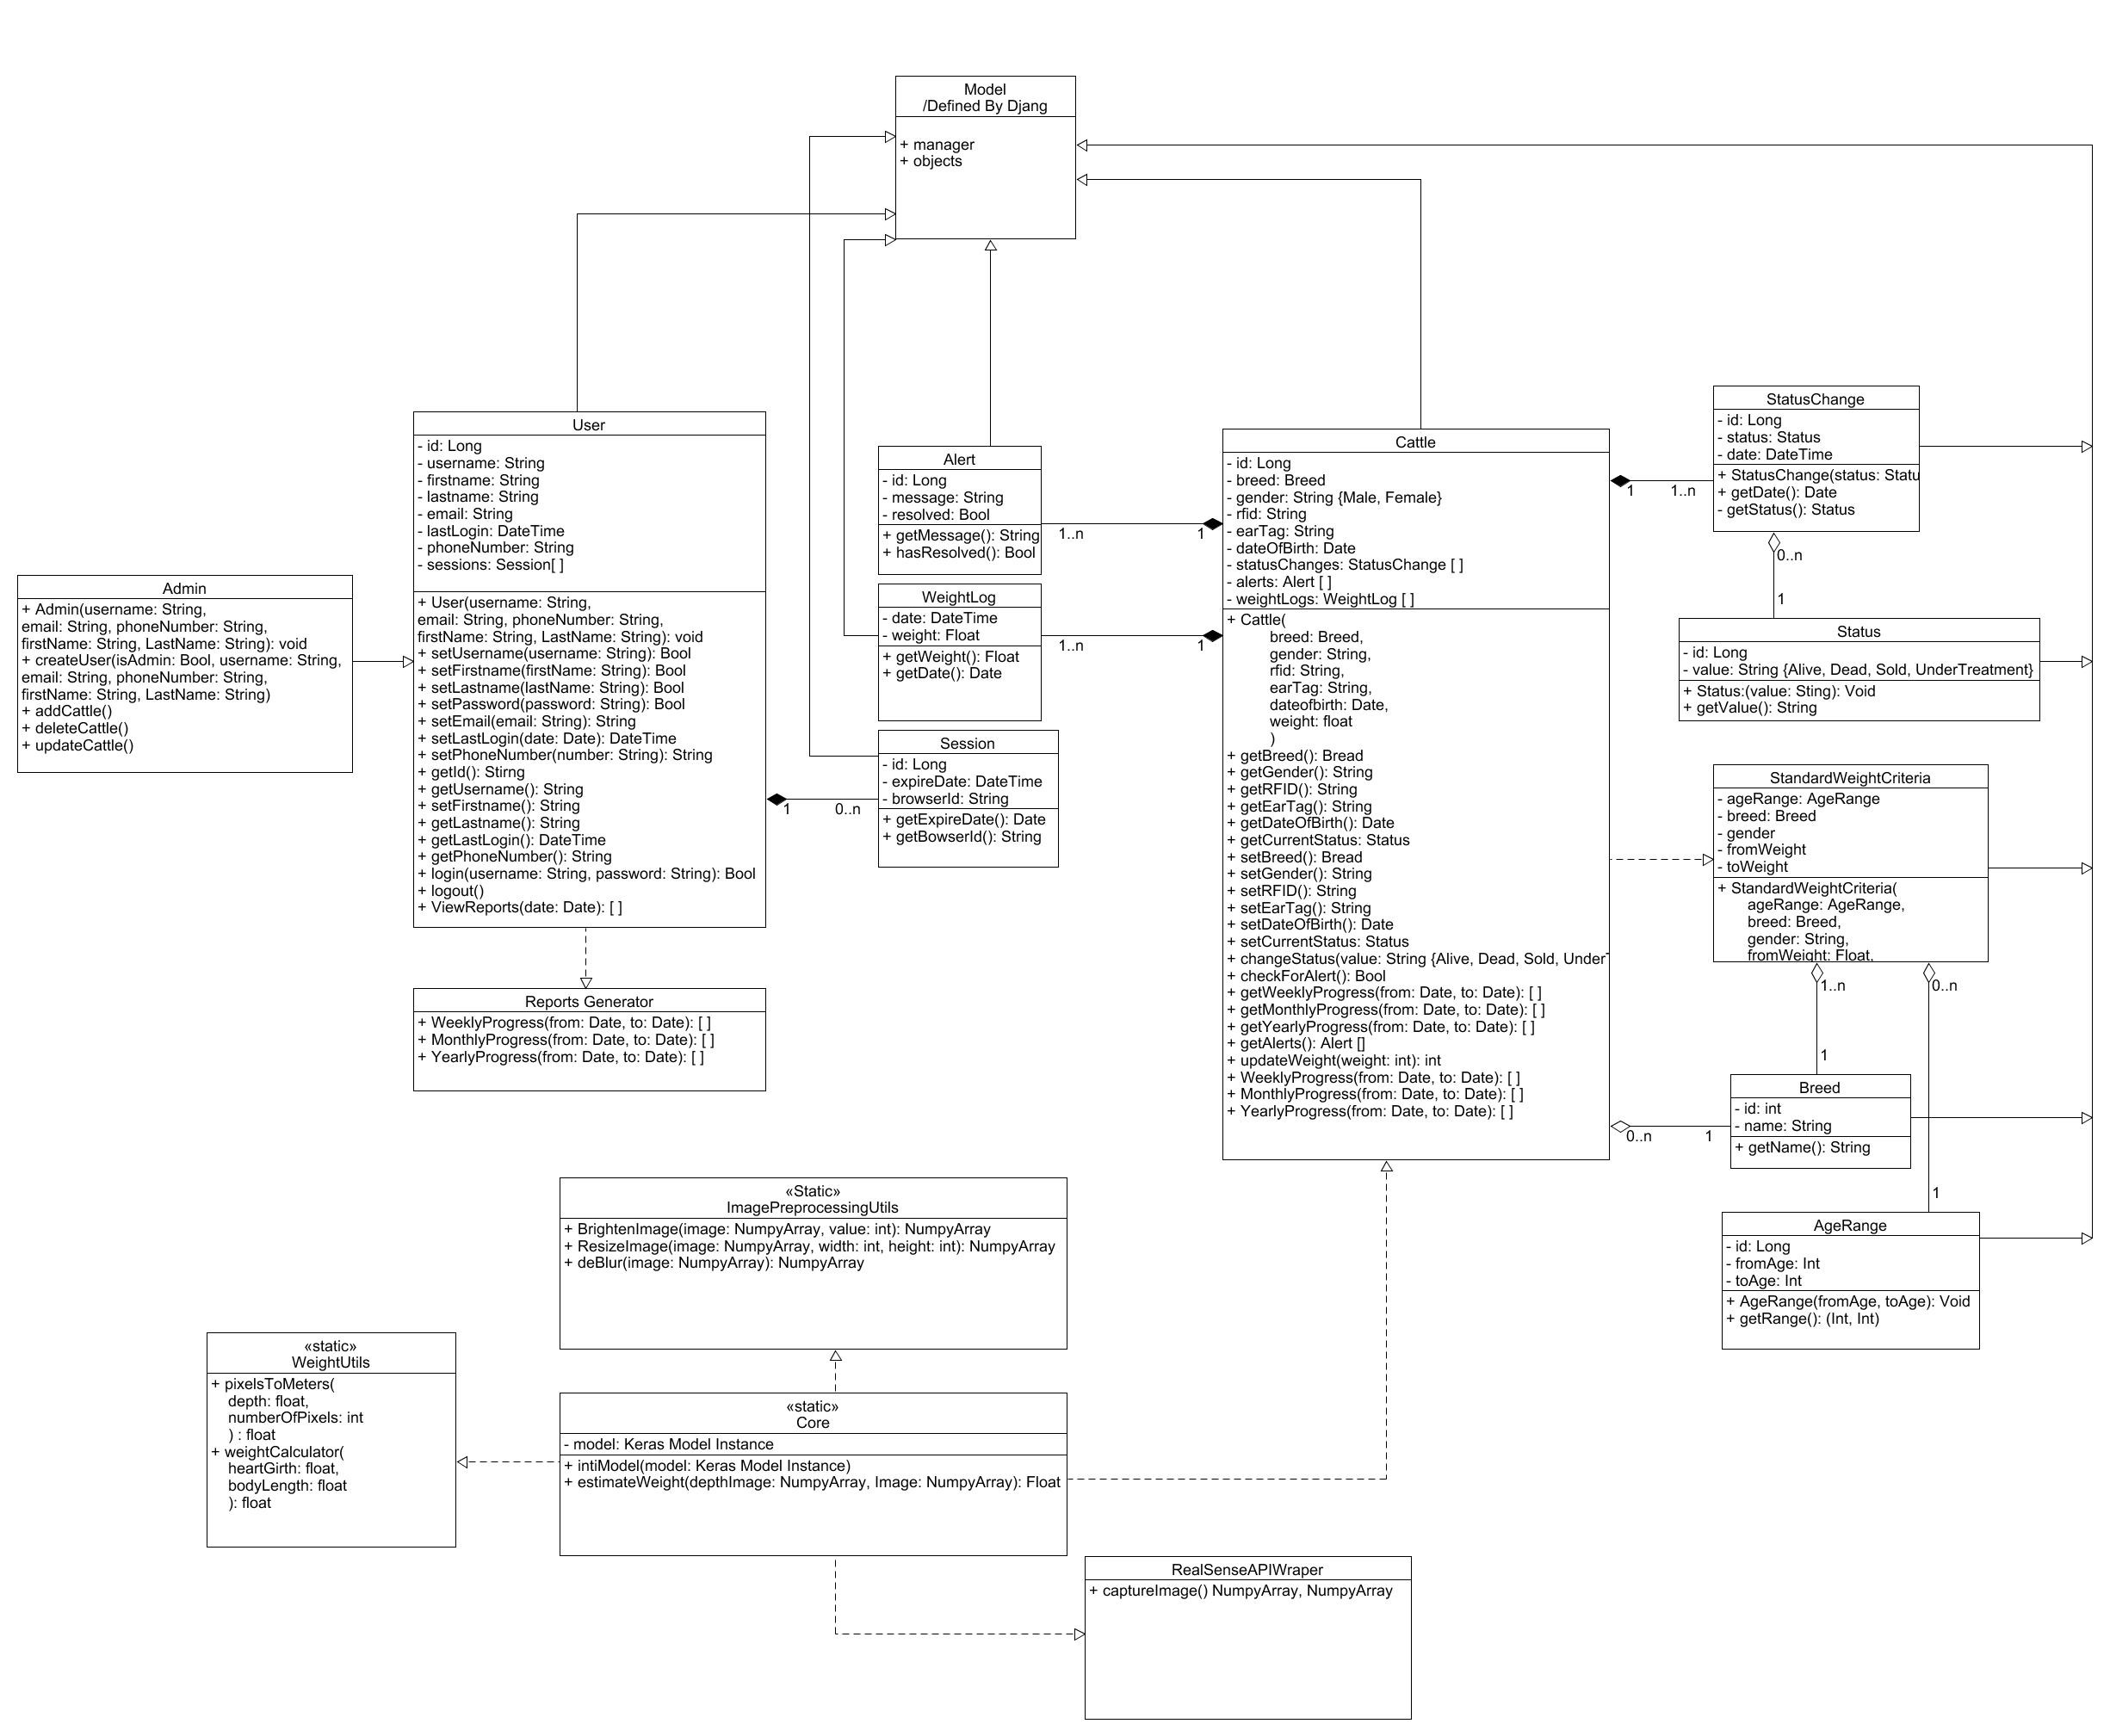 Model
/Defined By Djang
+ manager
+ objects
User
- id: Long
- username: String
- firstname: String
- lastname: String
- email: String
- lastLogin: DateTime
- phoneNumber: String
- sessions: Session[ ]
+ User(username: String,
email: String, phoneNumber: String,
firstName: String, LastName: String): void
+ setUsername(username: String): Bool
+ setFirstname(firstName: String): Bool
+ setLastname(lastName: String): Bool
+ setPassword(password: String): Bool
+ setEmail(email: String): String
+ setLastLogin(date: Date): DateTime
+ setPhoneNumber(number: String): String
+ getId(): Stirng
+ getUsername(): String
+ setFirstname(): String
+ getLastname(): String
+ getLastLogin(): DateTime
+ getPhoneNumber(): String
+ login(username: String, password: String): Bool
+ logout()
+ ViewReports(date: Date): [ ]
Admin
+ Admin(username: String,
email: String, phoneNumber: String,
firstName: String, LastName: String): void
+ createUser(isAdmin: Bool, username: String,
email: String, phoneNumber: String,
firstName: String, LastName: String)
+ addCattle()
+ deleteCattle()
+ updateCattle()
Reports Generator
+ WeeklyProgress(from: Date, to: Date): [ ]
+ MonthlyProgress(from: Date, to: Date): [ ]
+ YearlyProgress(from: Date, to: Date): [ ]
Alert
- id: Long
- message: String
- resolved: Bool
+ getMessage(): String
+ hasResolved(): Bool
1..n 1
WeightLog
- date: DateTime
- weight: Float
+ getWeight(): Float
+ getDate(): Date
1..n 1
Session
- id: Long
- expireDate: DateTime
- browserId: String
+ getExpireDate(): Date
+ getBowserId(): String
1 0..n
Cattle
- id: Long
- breed: Breed
- gender: String {Male, Female}
- rfid: String
- earTag: String
- dateOfBirth: Date
- statusChanges: StatusChange [ ]
- alerts: Alert [ ]
- weightLogs: WeightLog [ ]
+ Cattle(
breed: Breed,
gender: String,
rfid: String,
earTag: String,
dateofbirth: Date,
weight: float
)
+ getBreed(): Bread
+ getGender(): String
+ getRFID(): String
+ getEarTag(): String
+ getDateOfBirth(): Date
+ getCurrentStatus: Status
+ setBreed(): Bread
+ setGender(): String
+ setRFID(): String
+ setEarTag(): String
+ setDateOfBirth(): Date
+ setCurrentStatus: Status
+ changeStatus(value: String {Alive, Dead, Sold, Under
+ checkForAlert(): Bool
+ getWeeklyProgress(from: Date, to: Date): [ ]
+ getMonthlyProgress(from: Date, to: Date): [ ]
+ getYearlyProgress(from: Date, to: Date): [ ]
+ getAlerts(): Alert []
+ updateWeight(weight: int): int
+ WeeklyProgress(from: Date, to: Date): [ ]
+ MonthlyProgress(from: Date, to: Date): [ ]
+ YearlyProgress(from: Date, to: Date): [ ]
StatusChange
- id: Long
- status: Status
- date: DateTime
+ StatusChange(status: Statu
+ getDate(): Date
- getStatus(): Status
1 1..n
0..n
1
Status
- id: Long
- value: String {Alive, Dead, Sold, UnderTreatment}
+ Status:(value: Sting): Void
+ getValue(): String
StandardWeightCriteria
- ageRange: AgeRange
- breed: Breed
- gender
- fromWeight
- toWeight
+ StandardWeightCriteria(
ageRange: AgeRange,
breed: Breed,
gender: String,
fromWeight: Float,
1..n 0..n
1
Breed
- id: int
- name: String
+ getName(): String
0..n 1
1
AgeRange
- id: Long
- fromAge: Int
- toAge: Int
+ AgeRange(fromAge, toAge): Void
+ getRange(): (Int, Int)
«Static»
ImagePreprocessingUtils
+ BrightenImage(image: NumpyArray, value: int): NumpyArray
+ ResizeImage(image: NumpyArray, width: int, height: int): NumpyArray
+ deBlur(image: NumpyArray): NumpyArray
«static»
WeightUtils
+ pixelsToMeters(
depth: float,
numberOfPixels: int
) : float
+ weightCalculator(
heartGirth: float,
bodyLength: float
): float
«static»
Core
- model: Keras Model Instance
+ intiModel(model: Keras Model Instance)
+ estimateWeight(depthImage: NumpyArray, Image: NumpyArray): Float
RealSenseAPIWraper
+ captureImage() NumpyArray, NumpyArray